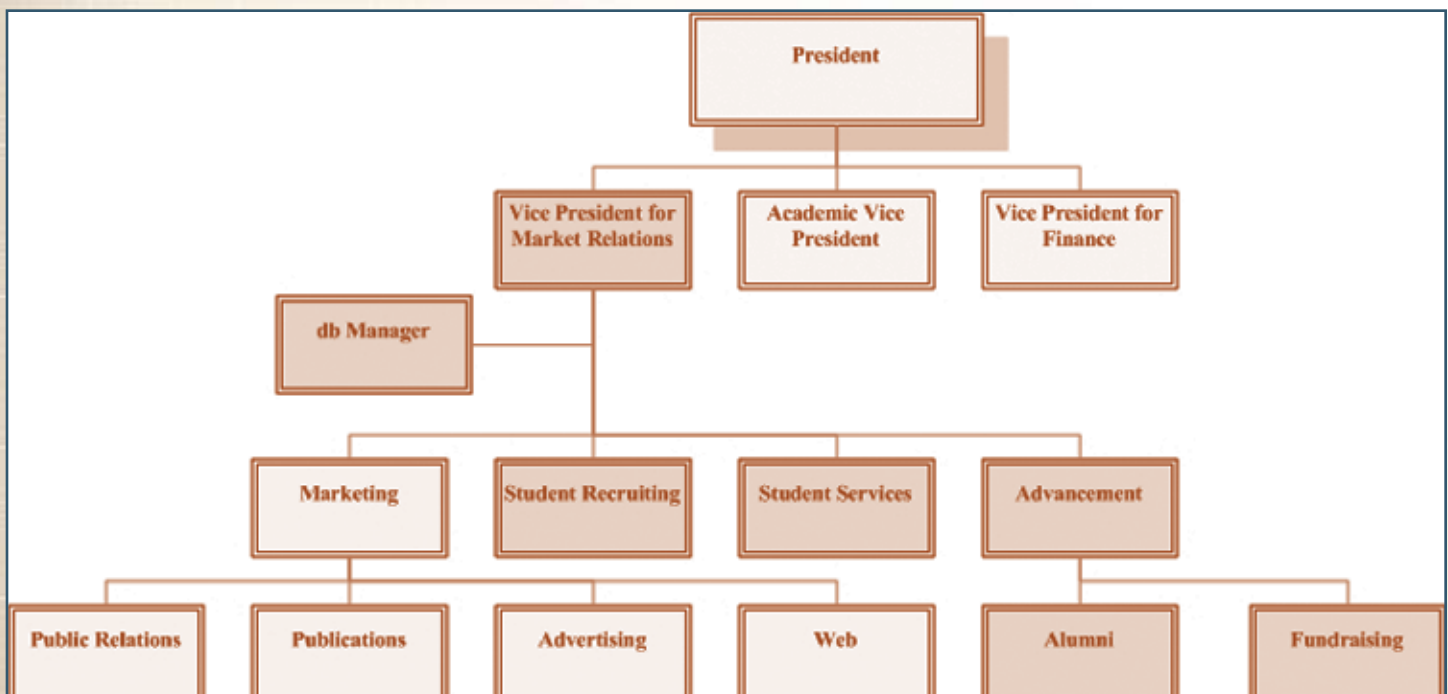 President
Vice President for
Market Relations
Academic Vice
President
Vice President for
Finance
db Manager
Marketing
Student Recruiting
Student Services
Advancement
Public Relations
Publications
Advertising
Web
Alumni
Fundraising